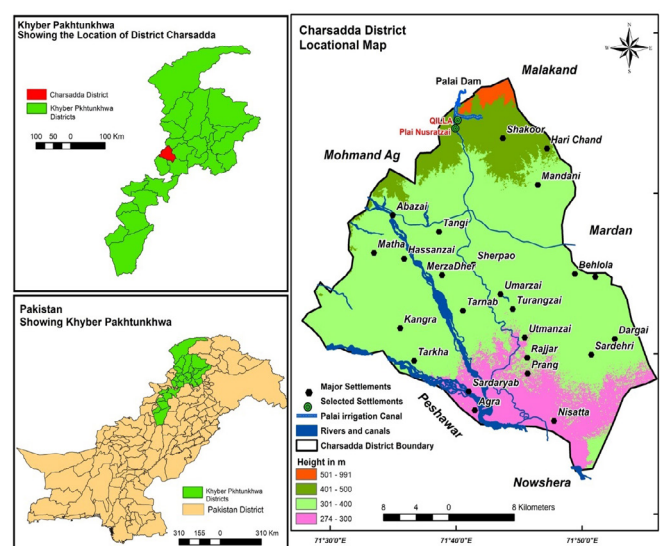 Khyber Pakhtunkhwa
Showing the Location of District Charsadda
Charsadda District
Khyber Pkhtunkhwa
Districts
100 50 0 100 Km
Pakistan
Showing Khyber Pakhtunkhwa
Khyber Pkhtunkhwa
Districts
Pakistan District
310 155 0 310 Km
Charsadda District
Locational Map
N
Palai Dam
Malakand
QILLA
Plai Nusratzai
Shakoor
Hari Chand
Mohmand Ag
Mandani
Abazai
Tangi
Mardan
Matha
Hassanzai
Sherpao
MerzaDher
Behlola
Umarzai
Tarnab
Turangzai
Kangra
Utmanzai
Dargai
Rajjar
Sardehri
Tarkha
Prang
Sardaryab
Agra
Nisatta
Peshawar
Nowshera
Major Settlements
Selected Settlements
Palai irrigation Canal
Rivers and canals
Charsadda District Boundary
Height in m
501 - 991
401 - 500
301 - 400
274 - 300
8 4 0 8 Kilometers
71°30'0"E
71°40'0"E
71°50'0"E